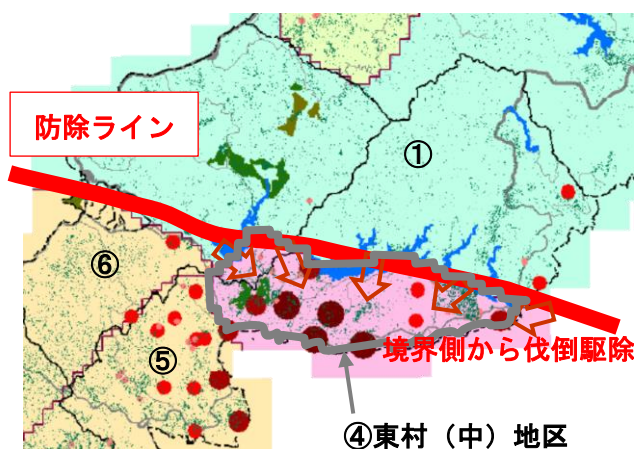 防除ライン
①
⑥
⑤
境界側から伐倒駆除
④東村（中）地区